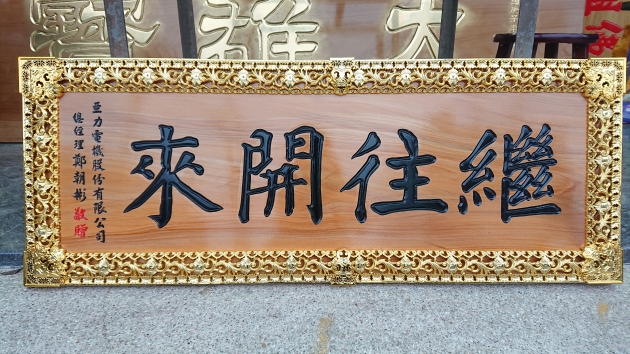 繼往開來
巨力電機股份有限公司
總經理鄭朝彬敬贈